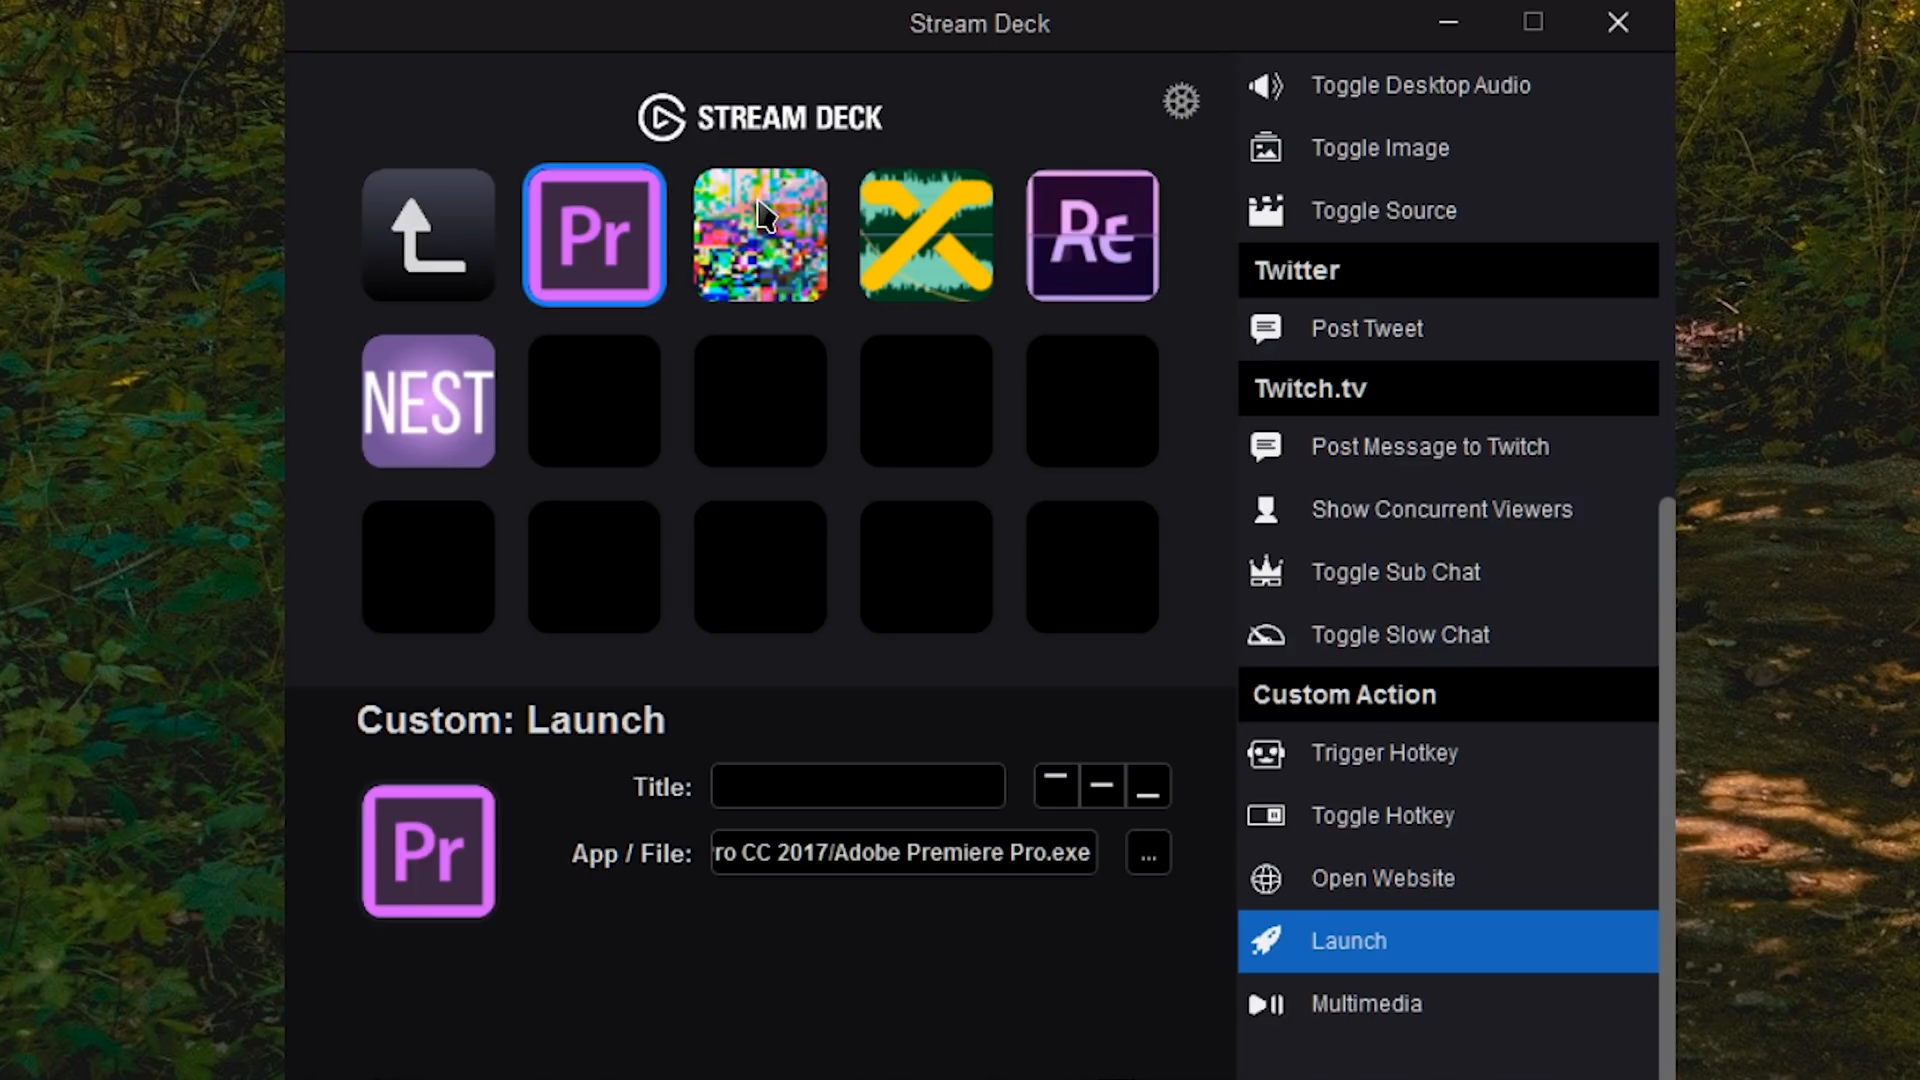 Stream Deck
STREAM DECK
Pr
NEST
Custom: Launch
Title:
Pr
App / File:
ro CC 2017/Adobe Premiere Pro.exe
...
Toggle Desktop Audio
Toggle Image
Toggle Source
Twitter
Post Tweet
Twitch.tv
Post Message to Twitch
Show Concurrent Viewers
Toggle Sub Chat
Toggle Slow Chat
Custom Action
Trigger Hotkey
Toggle Hotkey
Open Website
Launch
Multimedia